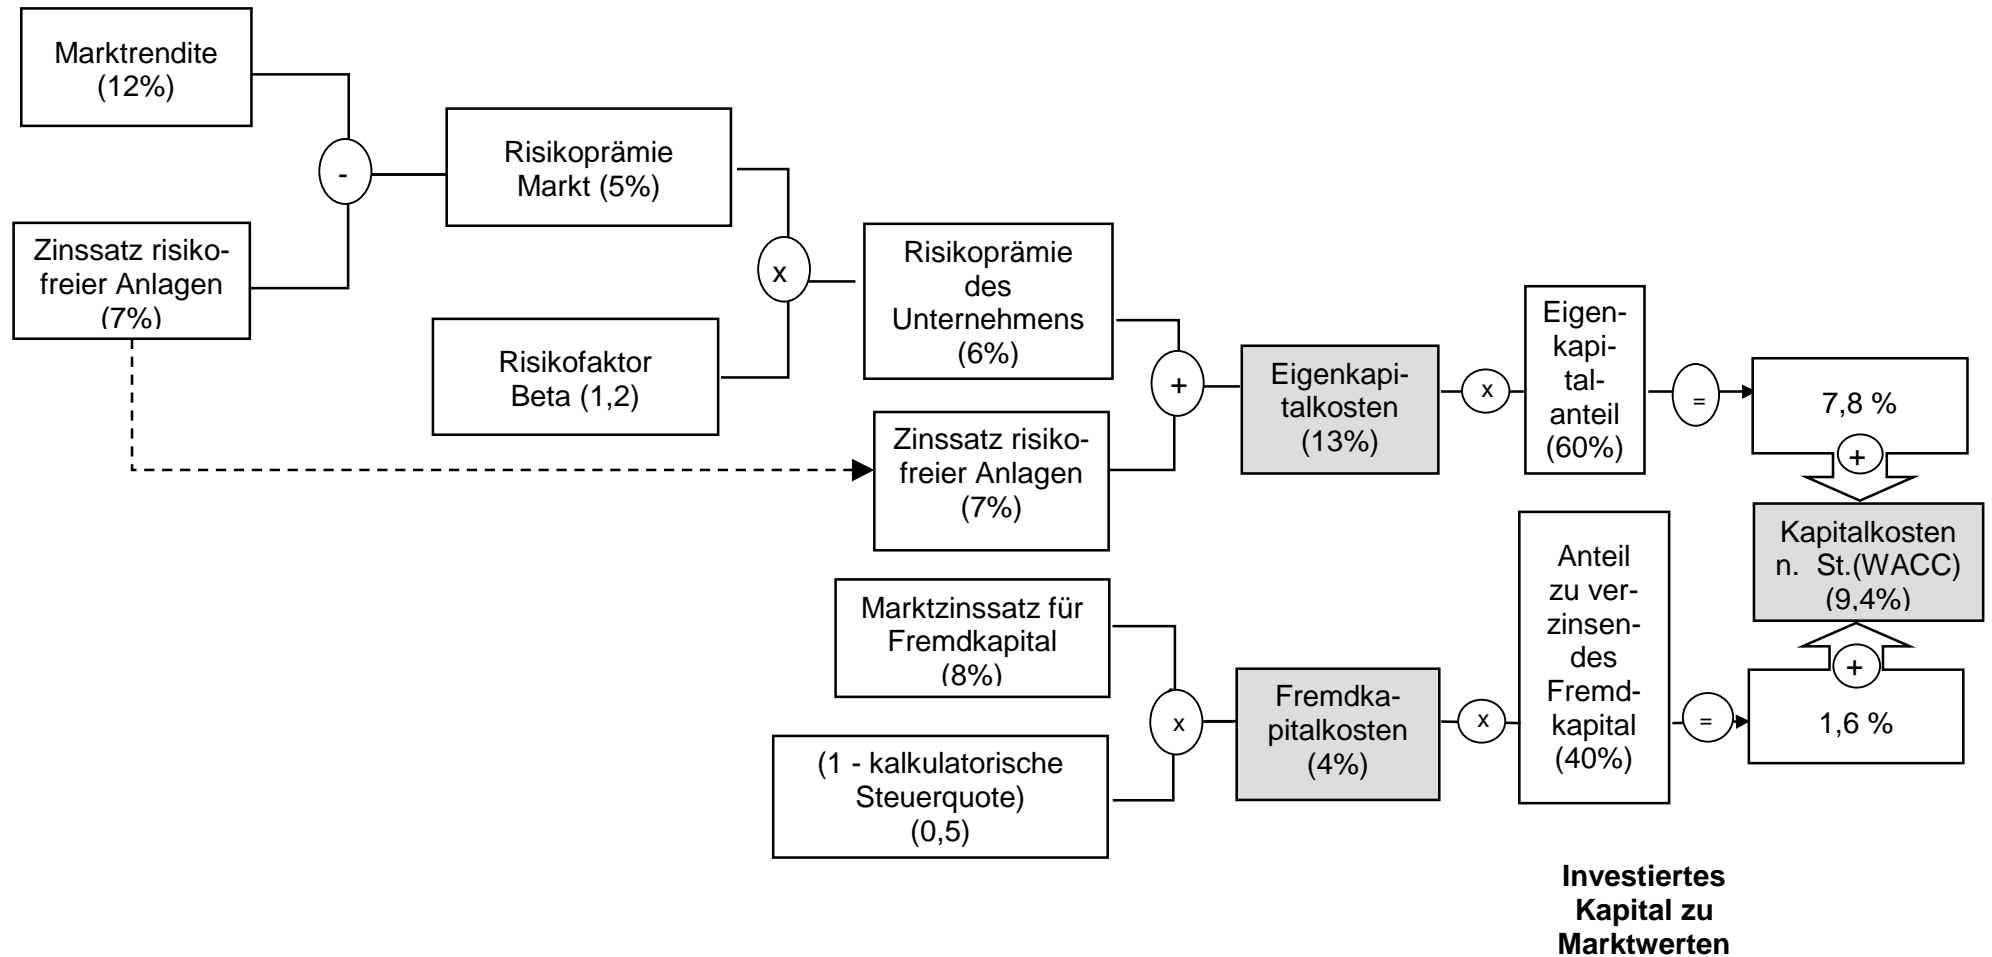 Marktrendite
(12%)
-
Zinssatz risiko-
freier Anlagen
(7%)
Risikoprämie
Markt (5%)
x
Risikofaktor
Beta (1,2)
Risikoprämie
des
Unternehmens
(6%)
+
Zinssatz risiko-
freier Anlagen
(7%)
Eigenkapi-
talkosten
(13%)
x
Eigen-
kapi-
tal-
anteil
(60%)
=
7,8 %
+
Kapitalkosten
n. St.(WACC)
(9,4%)
Marktzinssatz für
Fremdkapital
(8%)
x
(1 - kalkulatorische
Steuerquote)
(0,5)
Fremdka-
pitalkosten
(4%)
x
Anteil
zu ver-
zinsen-
des
Fremd-
kapital
(40%)
=
+
1,6 %
Investiertes
Kapital zu
Marktwerten